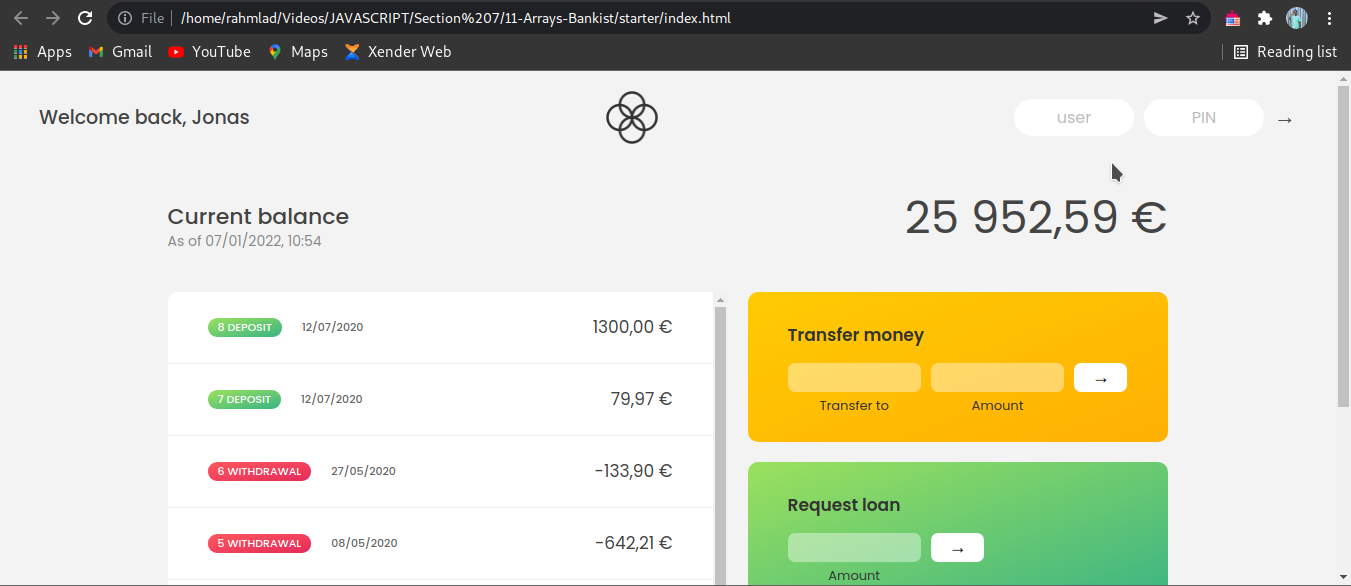 File /home/rahmlad/Videos/JAVASCRIPT/Section%207/11-Arrays-Bankist/starter/index.html
Apps Gmail YouTube Maps Xender Web Reading list
Welcome back, Jonas user PIN →
Current balance 25 952,59 €
As of 07/01/2022, 10:54
8 DEPOSIT 12/07/2020 1300,00 €
7 DEPOSIT 12/07/2020 79,97 €
6 WITHDRAWAL 27/05/2020 -133,90 €
5 WITHDRAWAL 08/05/2020 -642,21 €
Transfer money
→
Transfer to Amount
Request loan
→
Amount